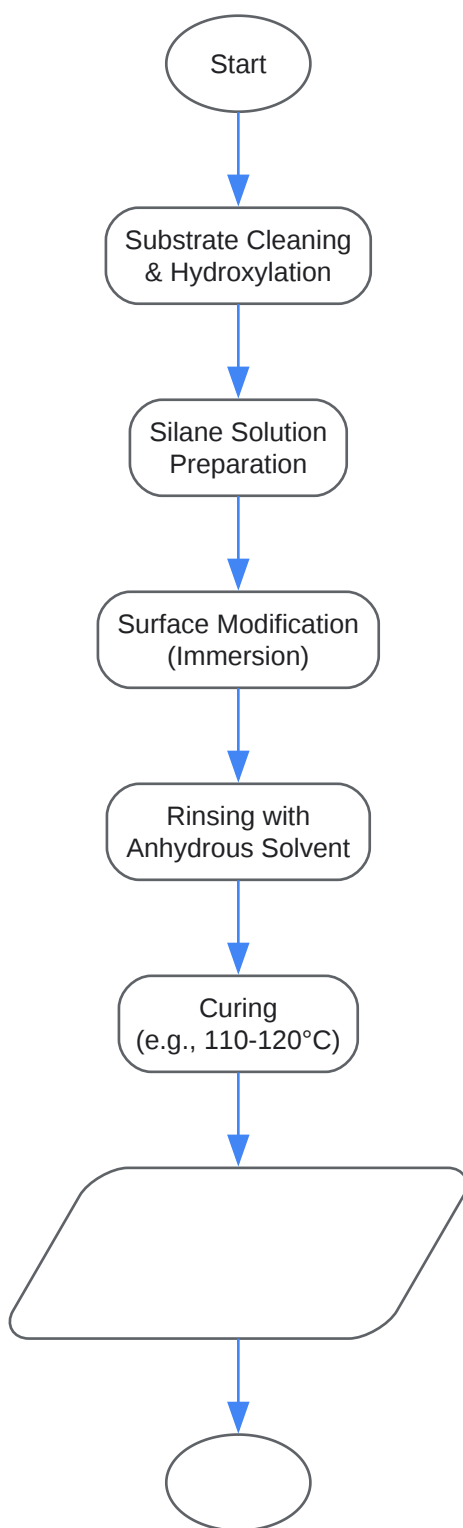 Start
Substrate Cleaning
& Hydroxylation
Silane Solution
Preparation
Surface Modification
(Immersion)
Rinsing with
Anhydrous Solvent
Curing
(e.g., 110-120°C)